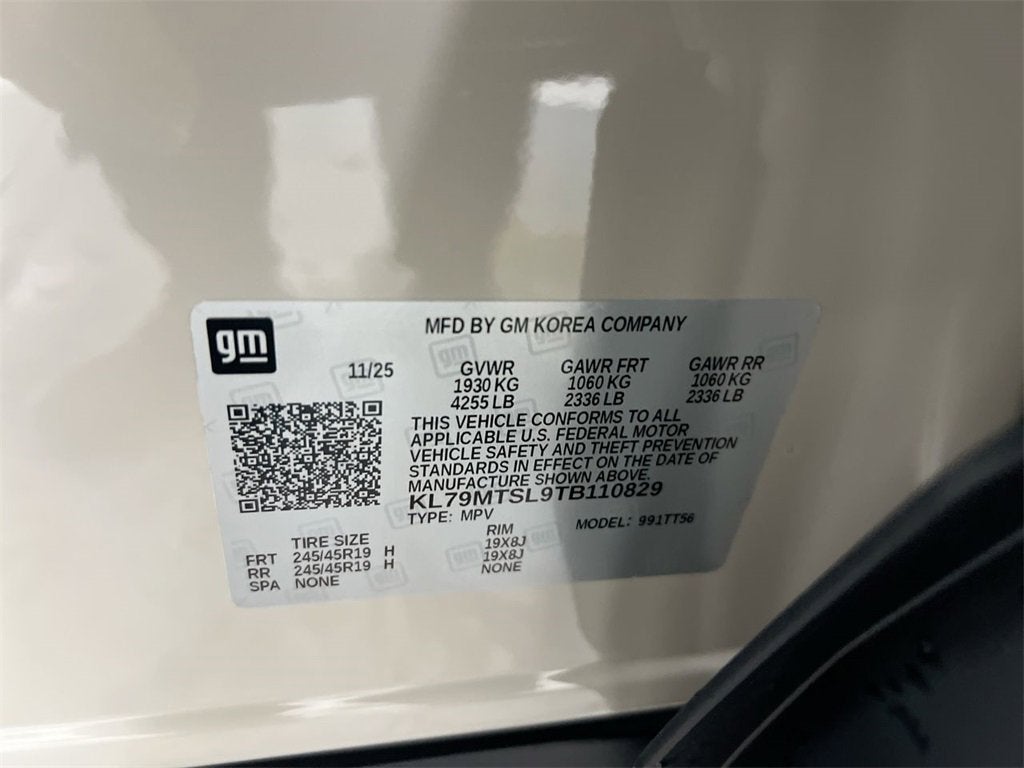 gm
MFD BY GM KOREA COMPANY
11/25 GVWR GAWR FRT GAWR RR
1930 KG 1060 KG 1060 KG
4255 LB 2336 LB 2336 LB
THIS VEHICLE CONFORMS TO ALL
APPLICABLE U.S. FEDERAL MOTOR
VEHICLE SAFETY AND THEFT PREVENTION
STANDARDS IN EFFECT ON THE DATE OF
MANUFACTURE SHOWN ABOVE.
KL79MTSL9TB110829
TYPE: MPV MODEL: 991TT56
TIRE SIZE RIM
FRT 245/45R19 H 19X8J
RR 245/45R19 H 19X8J
SPA NONE NONE